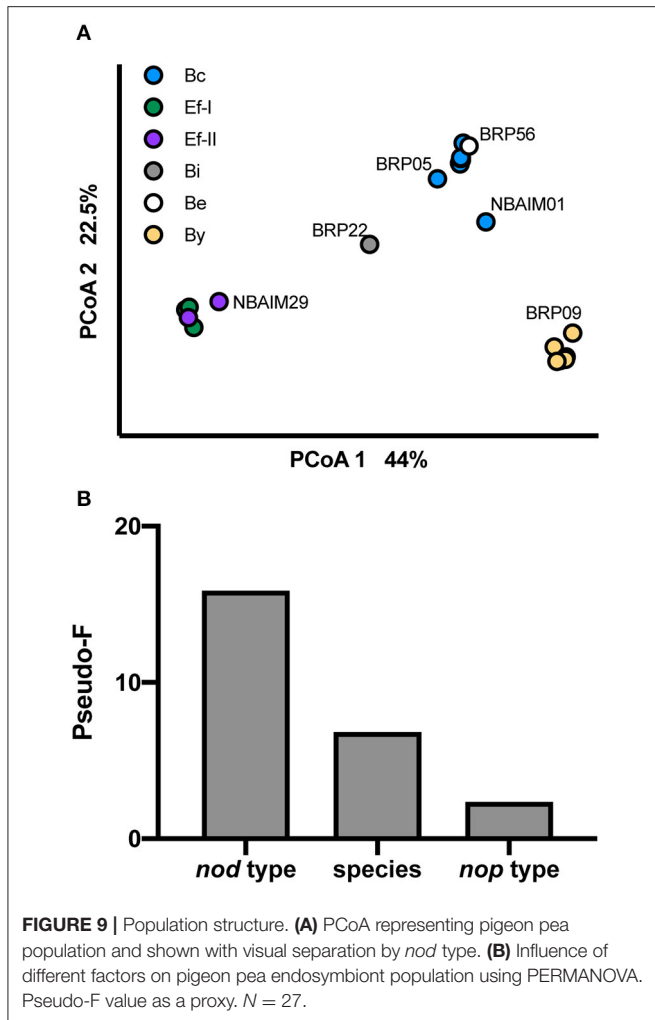 A
Bc
Ef-I
Ef-II
Bi
Be
By
BRP56
BRP05
NBAIM01
BRP22
NBAIM29
BRP09
PCoA 2 22.5%
PCoA 1 44%
B
20
10
0
Pseudo-F
nod type species nop type
FIGURE 9 | Population structure. (A) PCoA representing pigeon pea
population and shown with visual separation by nod type. (B) Influence of
different factors on pigeon pea endosymbiont population using PERMANOVA.
Pseudo-F value as a proxy. N = 27.